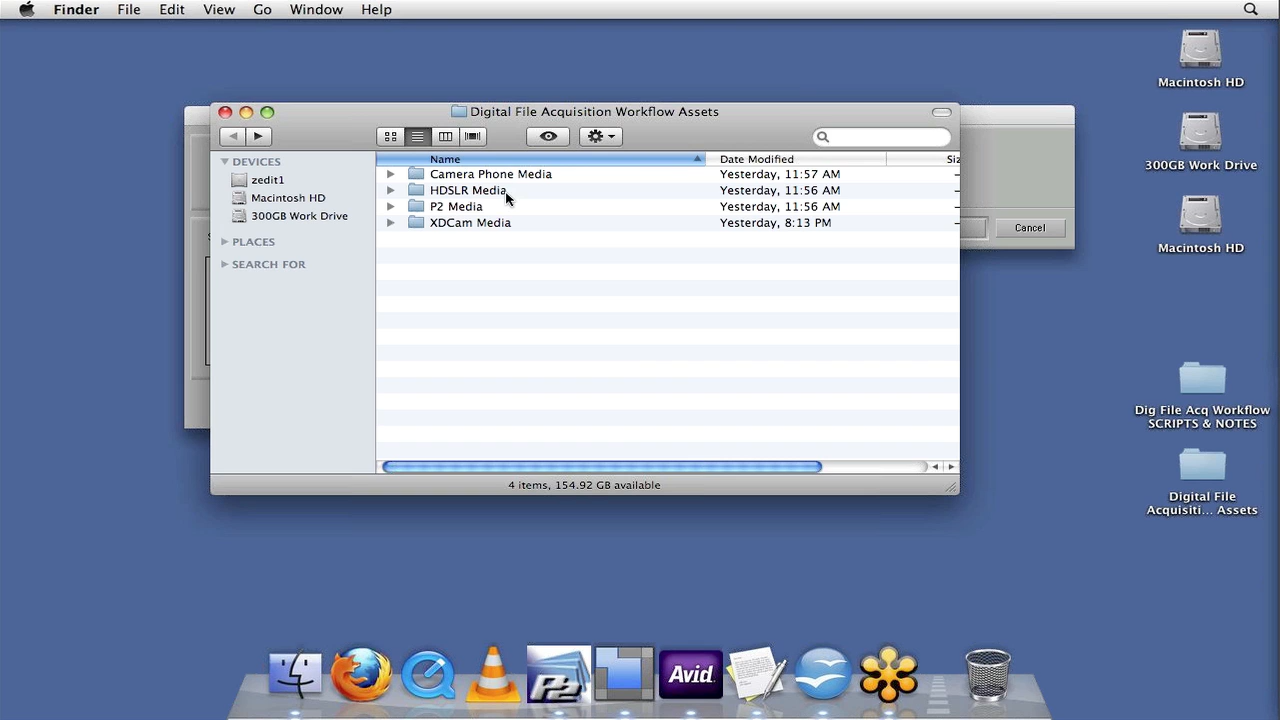 Finder File Edit View Go Window Help
Macintosh HD
300GB Work Drive
Macintosh HD
Dig File Acq Workflow
SCRIPTS & NOTES
Digital File
Acquisiti... Assets
Digital File Acquisition Workflow Assets
DEVICES
zedit1
Macintosh HD
300GB Work Drive
PLACES
SEARCH FOR
Name Date Modified Siz
Camera Phone Media Yesterday, 11:57 AM
HDSLR Media Yesterday, 11:56 AM
P2 Media Yesterday, 11:56 AM
XDCam Media Yesterday, 8:13 PM
4 items, 154.92 GB available
Cancel
P2
Avid